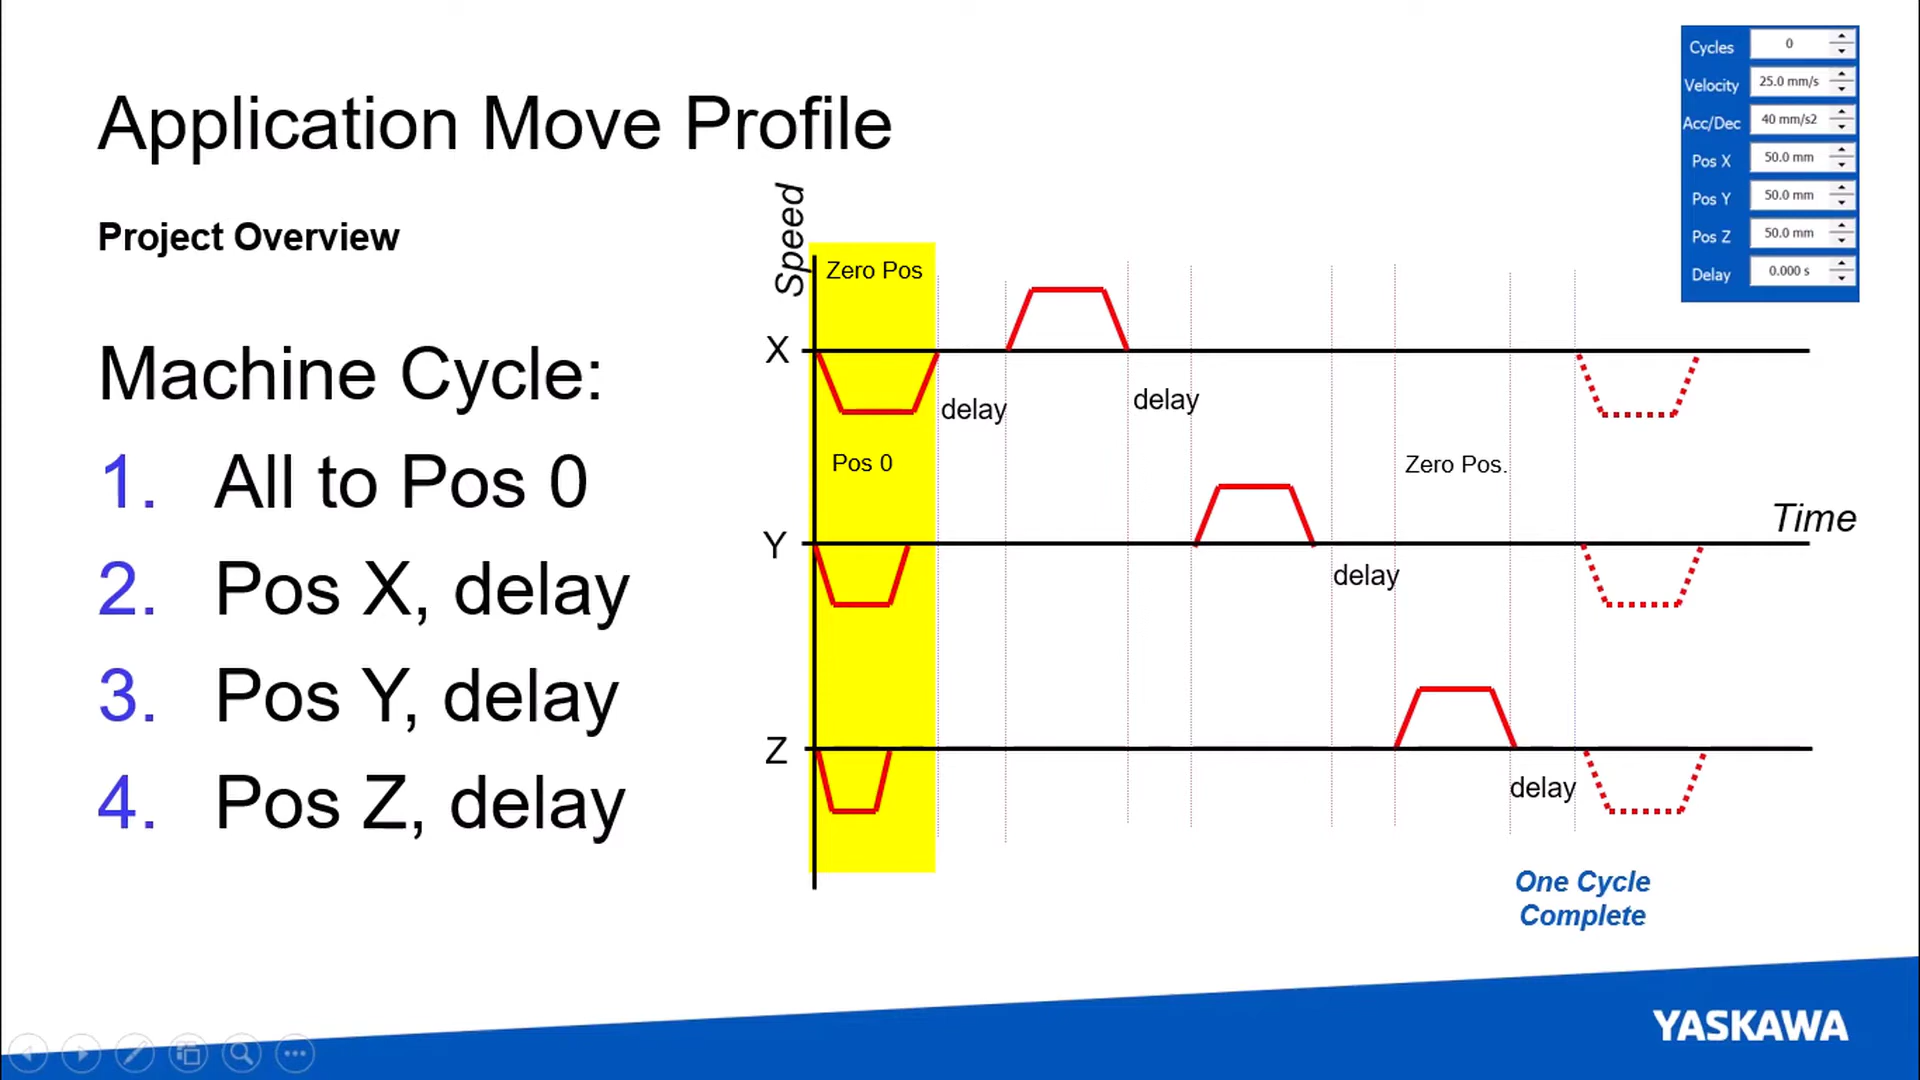 Application Move Profile
Project Overview
Machine Cycle:
1. All to Pos 0
2. Pos X, delay
3. Pos Y, delay
4. Pos Z, delay
Speed
Zero Pos
X
delay
delay
Pos 0
Zero Pos.
Time
Y
delay
Z
delay
One Cycle
Complete
Cycles 0
Velocity 25.0 mm/s
Acc/Dec 40 mm/s2
Pos X 50.0 mm
Pos Y 50.0 mm
Pos Z 50.0 mm
Delay 0.000 s
YASKAWA